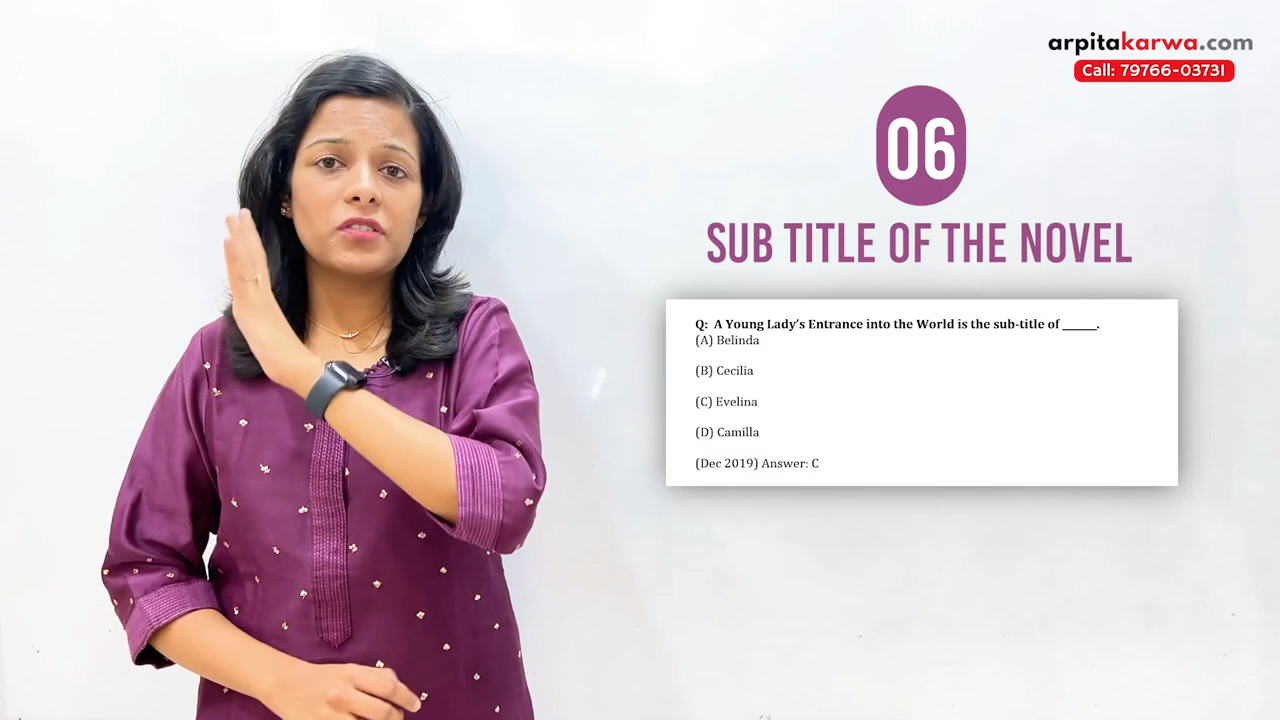 arpitakarwa.com
Call: 79766-03731
06
SUB TITLE OF THE NOVEL
Q: A Young Lady's Entrance into the World is the sub-title of ______.
(A) Belinda
(B) Cecilia
(C) Evelina
(D) Camilla
(Dec 2019) Answer: C